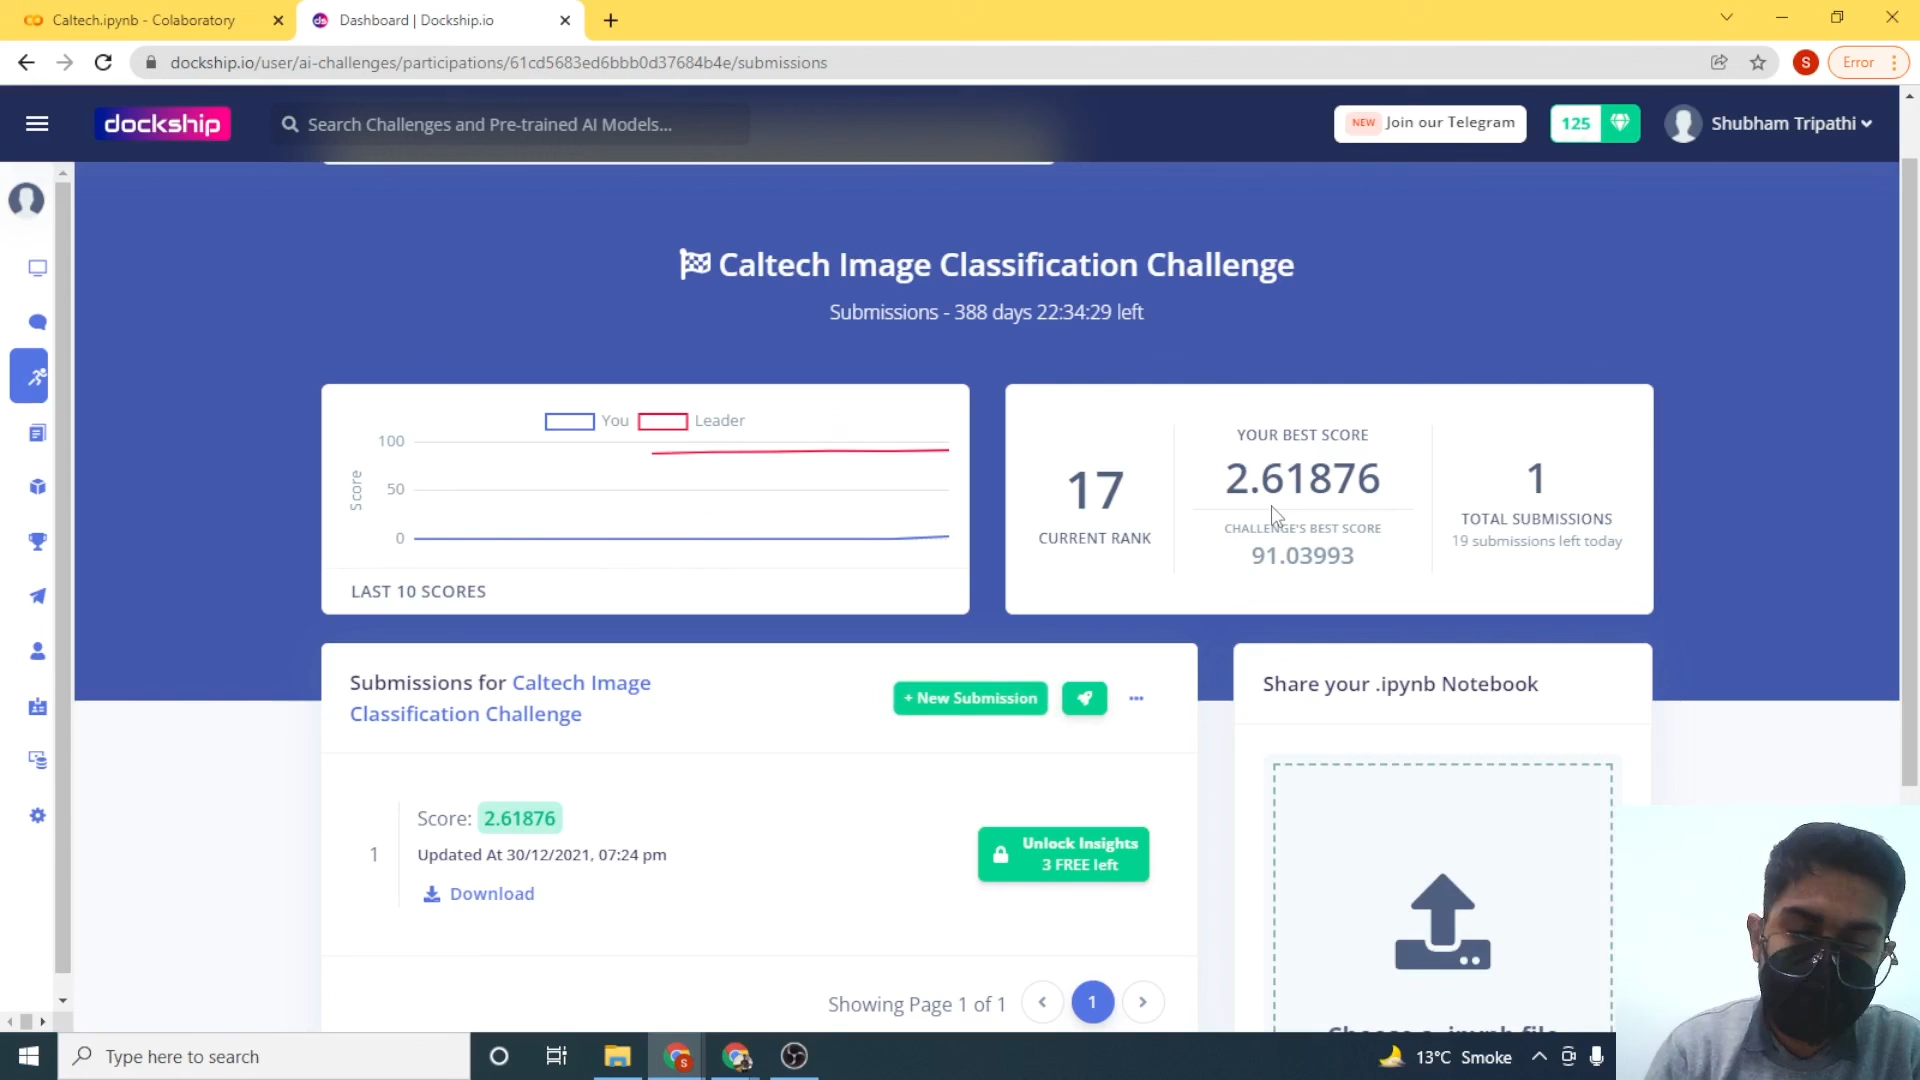 Caltech.ipynb - Colaboratory
Dashboard | Dockship.io
dockship.io/user/ai-challenges/participations/61cd5683ed6bbb0d37684b4e/submissions
S
Error
dockship
Search Challenges and Pre-trained AI Models...
NEW Join our Telegram
125
Shubham Tripathi
Caltech Image Classification Challenge
Submissions - 388 days 22:34:29 left
You
Leader
100
50
0
Score
LAST 10 SCORES
17
CURRENT RANK
YOUR BEST SCORE
2.61876
CHALLENGE'S BEST SCORE
91.03993
1
TOTAL SUBMISSIONS
19 submissions left today
Submissions for Caltech Image
Classification Challenge
+ New Submission
Share your .ipynb Notebook
1
Score: 2.61876
Updated At 30/12/2021, 07:24 pm
Download
Unlock Insights
3 FREE left
Showing Page 1 of 1
1
Choose a .ipynb file
Type here to search
13°C Smoke